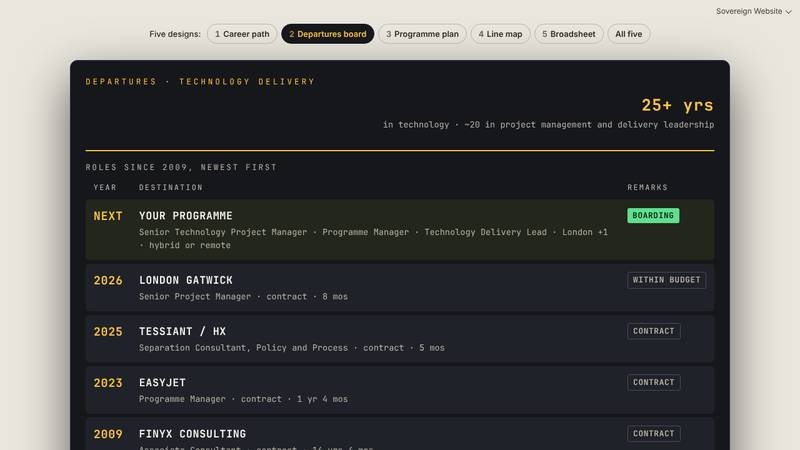 Sovereign Website
Five designs:
1 Career path
2 Departures board
3 Programme plan
4 Line map
5 Broadsheet
All five
DEPARTURES · TECHNOLOGY DELIVERY
25+ yrs
in technology · ~20 in project management and delivery leadership
ROLES SINCE 2009, NEWEST FIRST
YEAR DESTINATION REMARKS
NEXT YOUR PROGRAMME BOARDING
Senior Technology Project Manager · Programme Manager · Technology Delivery Lead · London +1
· hybrid or remote
2026 LONDON GATWICK WITHIN BUDGET
Senior Project Manager · contract · 8 mos
2025 TESSIANT / HX CONTRACT
Separation Consultant, Policy and Process · contract · 5 mos
2023 EASYJET CONTRACT
Programme Manager · contract · 1 yr 4 mos
2009 FINYX CONSULTING CONTRACT